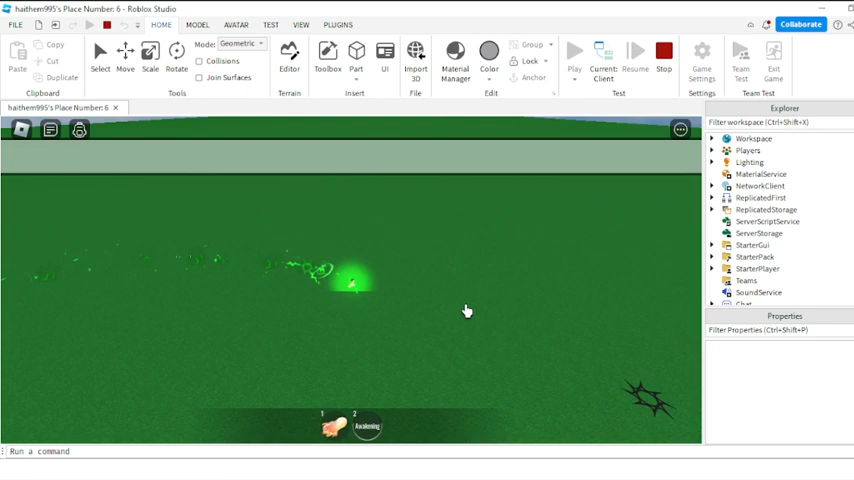 haithem995's Place Number: 6 - Roblox Studio
FILE HOME MODEL AVATAR TEST VIEW PLUGINS Collaborate
Paste Copy Cut Duplicate Clipboard
Select Move Scale Rotate Mode: Geometric Collisions Join Surfaces Tools
Editor Terrain
Toolbox Part UI Insert
Import 3D File
Material Manager Color Group Lock Anchor Edit
Play Current: Client Resume Stop Test
Game Settings Settings
Team Test Exit Game Team Test
haithem995's Place Number: 6
Explorer
Filter workspace (Ctrl+Shift+X)
Workspace
Players
Lighting
MaterialService
NetworkClient
ReplicatedFirst
ReplicatedStorage
ServerScriptService
ServerStorage
StarterGui
StarterPack
StarterPlayer
Teams
SoundService
Chat
Properties
Filter Properties (Ctrl+Shift+P)
1 2
Awakening
Run a command